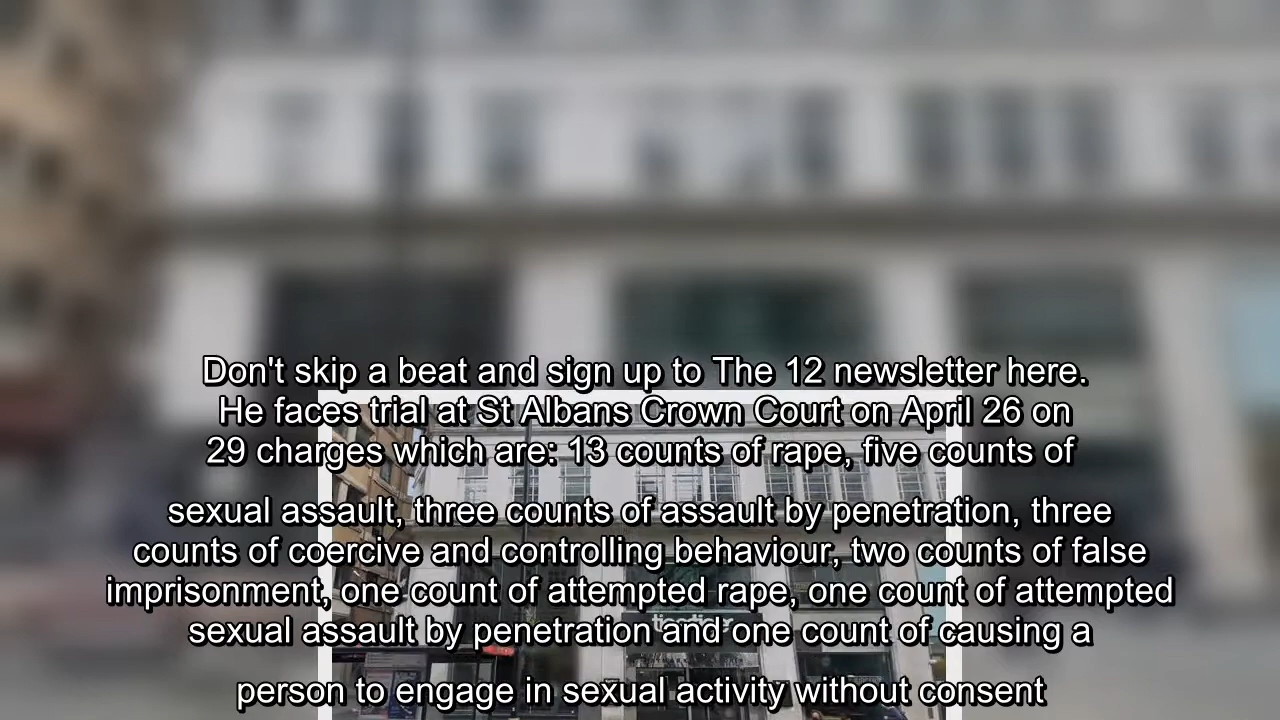 Don't skip a beat and sign up to The 12 newsletter here.
He faces trial at St Albans Crown Court on April 26 on
29 charges which are: 13 counts of rape, five counts of
sexual assault, three counts of assault by penetration, three
counts of coercive and controlling behaviour, two counts of false
imprisonment, one count of attempted rape, one count of attempted
sexual assault by penetration and one count of causing a
person to engage in sexual activity without consent